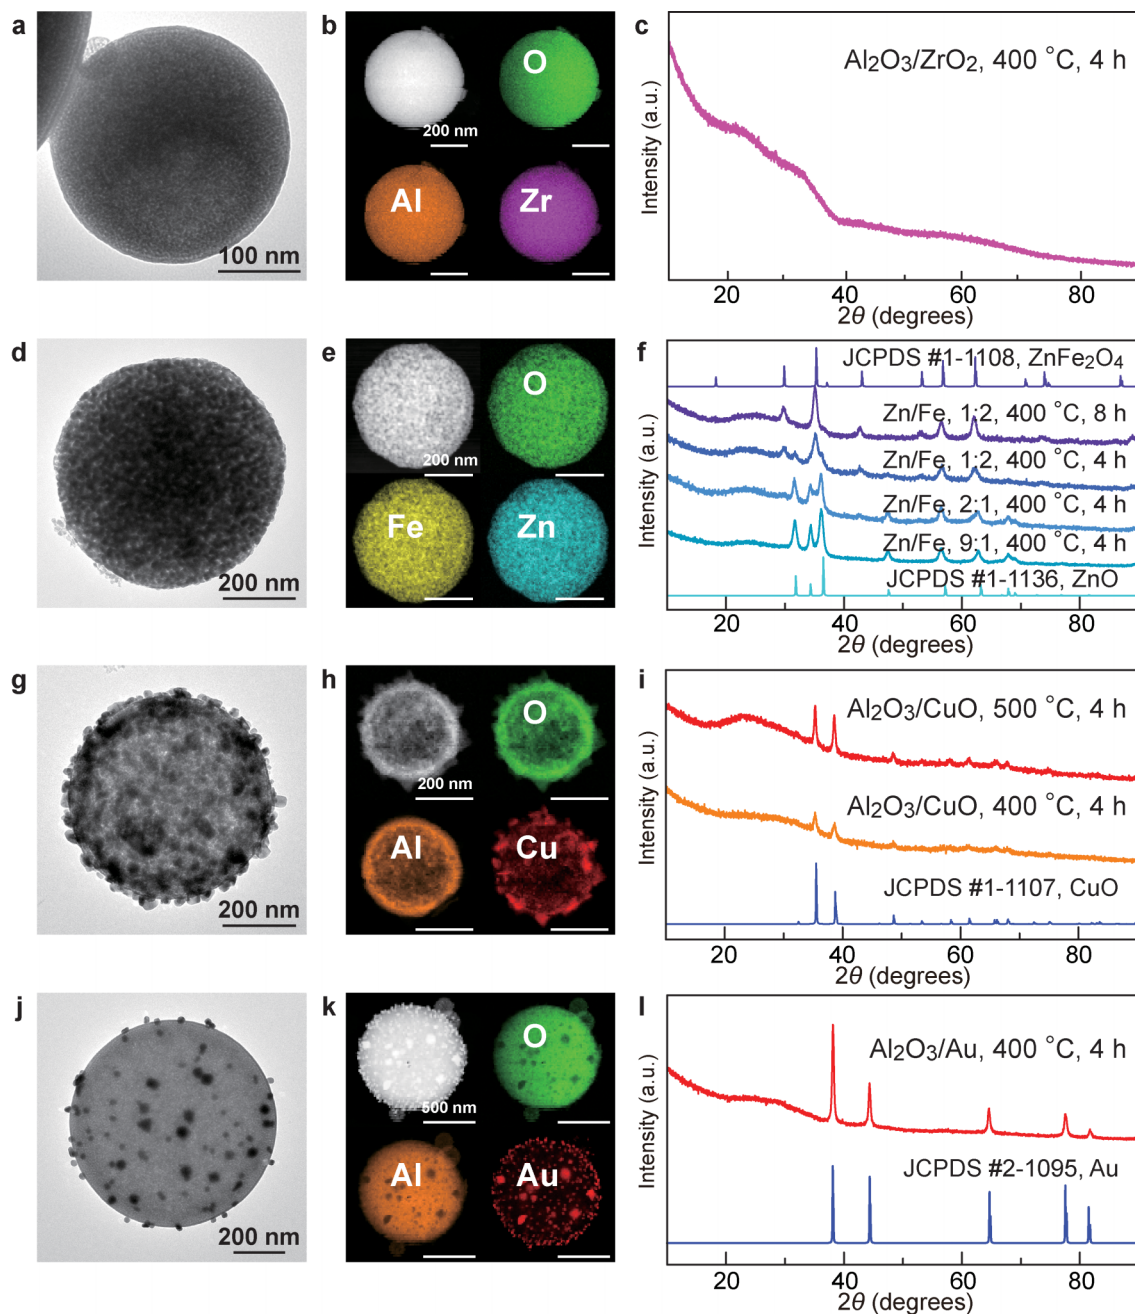 a
100 nm
b
O
200 nm
Al
Zr
c
Al₂O₃/ZrO₂, 400 °C, 4 h
Intensity (a.u.)
20 40 60 80
2θ (degrees)
d
200 nm
e
O
200 nm
Fe
Zn
f
JCPDS #1-1108, ZnFe₂O₄
Zn/Fe, 1:2, 400 °C, 8 h
Zn/Fe, 1:2, 400 °C, 4 h
Zn/Fe, 2:1, 400 °C, 4 h
Zn/Fe, 9:1, 400 °C, 4 h
JCPDS #1-1136, ZnO
Intensity (a.u.)
20 40 60 80
2θ (degrees)
g
200 nm
h
O
200 nm
Al
Cu
i
Al₂O₃/CuO, 500 °C, 4 h
Al₂O₃/CuO, 400 °C, 4 h
JCPDS #1-1107, CuO
Intensity (a.u.)
20 40 60 80
2θ (degrees)
j
200 nm
k
O
500 nm
Al
Au
l
Al₂O₃/Au, 400 °C, 4 h
JCPDS #2-1095, Au
Intensity (a.u.)
20 40 60 80
2θ (degrees)